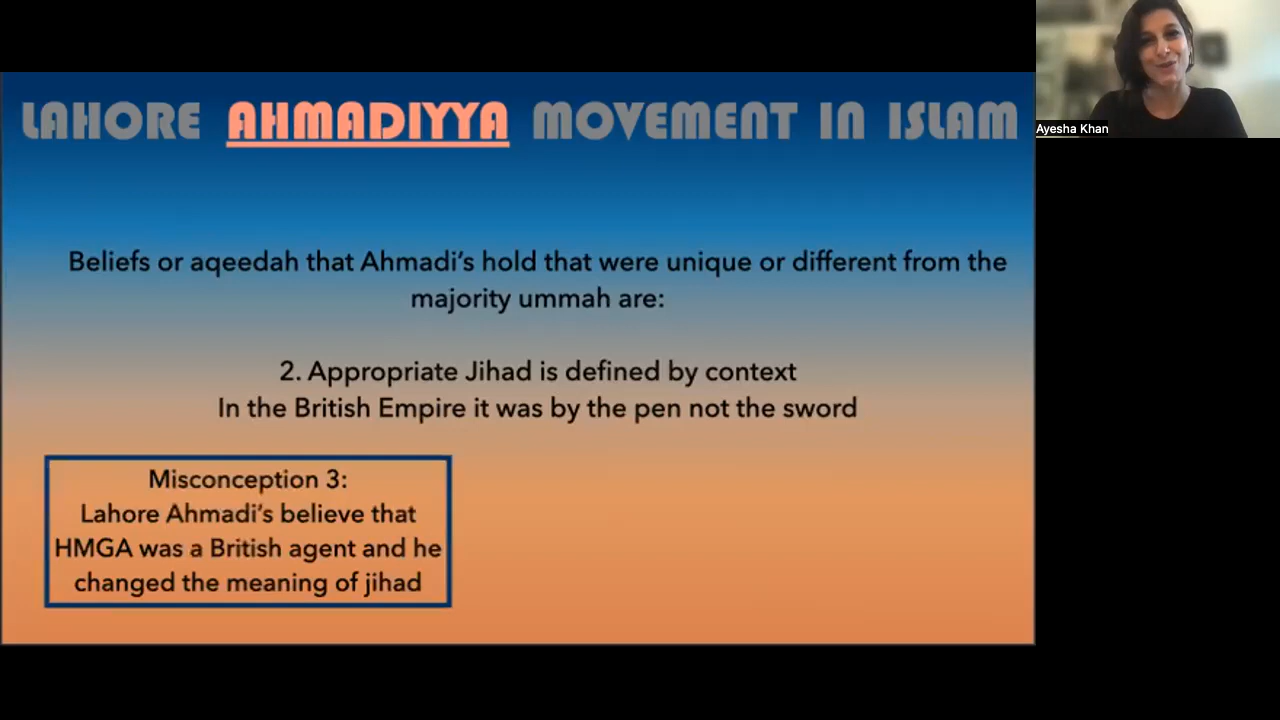 LAHORE AHMADIYYA MOVEMENT IN ISLAM
Ayesha Khan
Beliefs or aqeedah that Ahmadi's hold that were unique or different from the
majority ummah are:
2. Appropriate Jihad is defined by context
In the British Empire it was by the pen not the sword
Misconception 3:
Lahore Ahmadi's believe that
HMGA was a British agent and he
changed the meaning of jihad